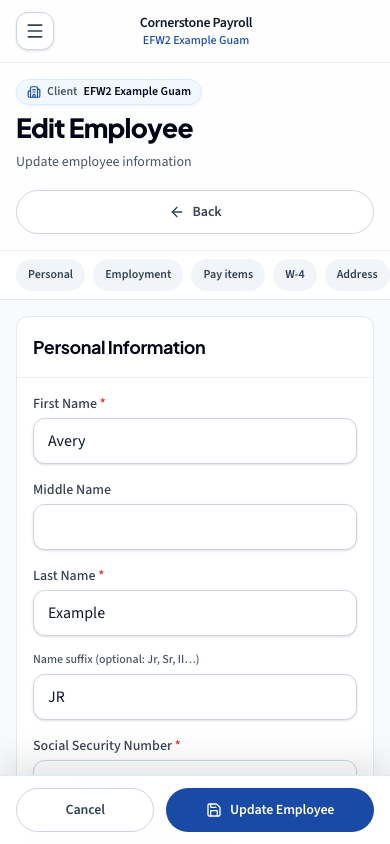 Cornerstone Payroll
EFW2 Example Guam
Client EFW2 Example Guam
Edit Employee
Update employee information
Back
Personal Employment Pay items W-4 Address
Personal Information
First Name *
Avery
Middle Name
Last Name *
Example
Name suffix (optional: Jr, Sr, II…)
JR
Social Security Number *
Cancel Update Employee